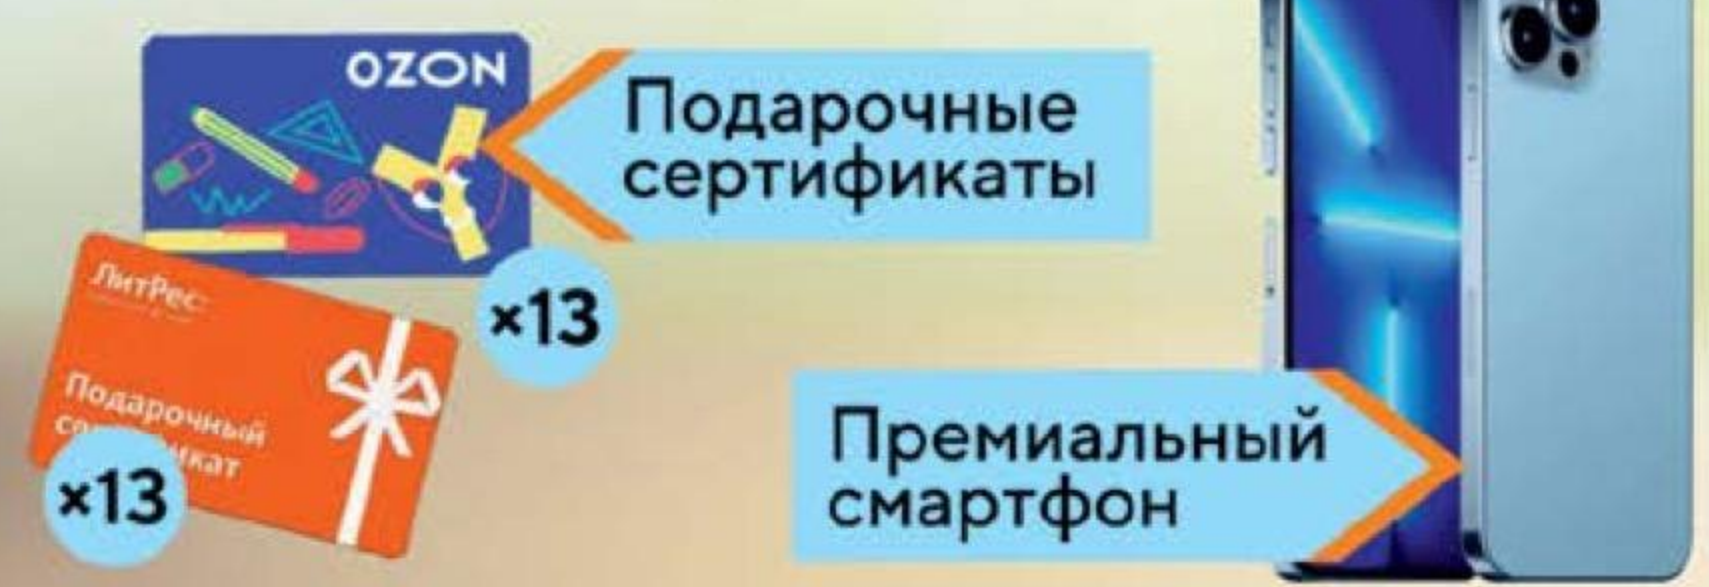 OZON
Подарочные
сертификаты
×13
ЛитРес:
Подарочный
×13
Премиальный
смартфон